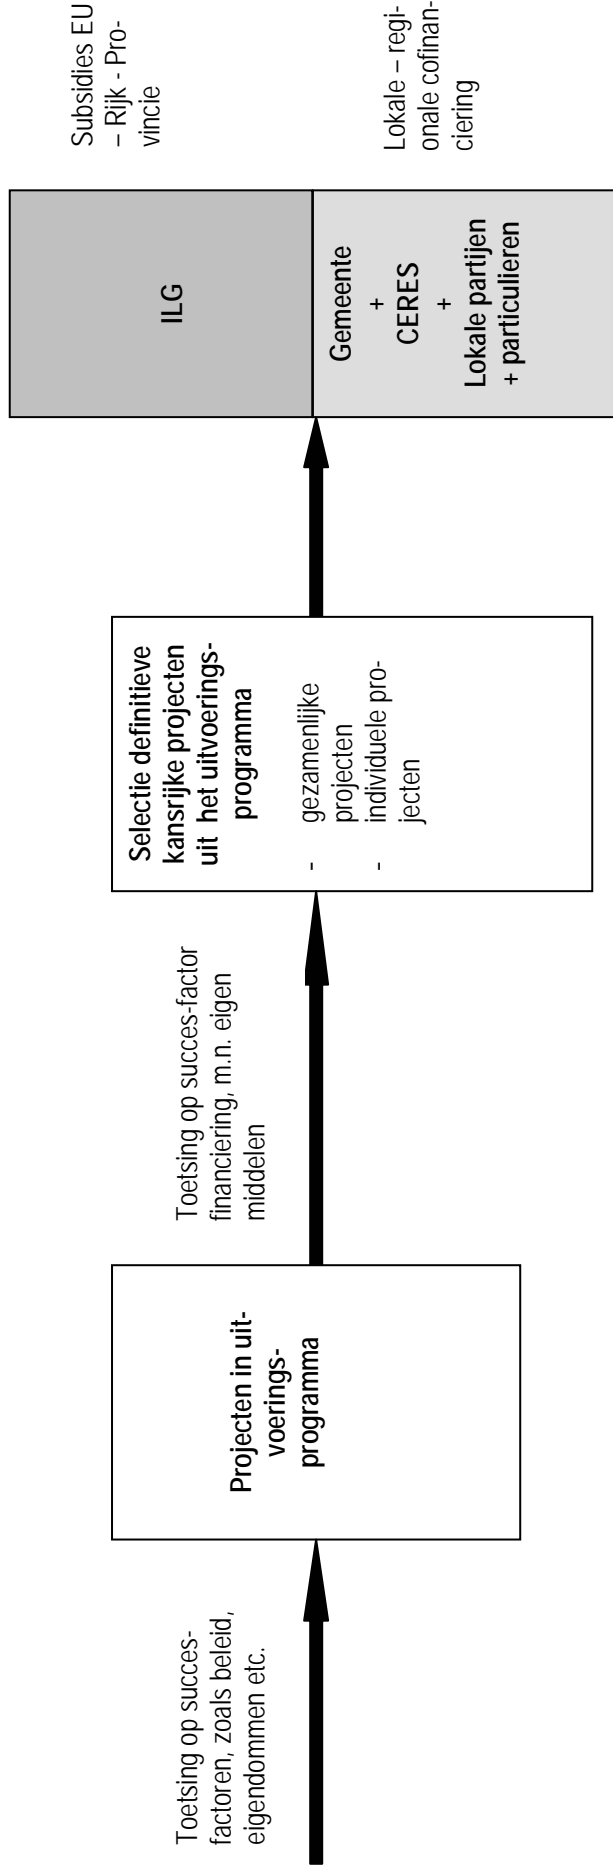 Toetsing op succes-
factoren, zoals beleid,
eigendommen etc.
Projecten in uit-
voerings-
programma
Toetsing op succes-factor
financiering, m.n. eigen
middelen
Selectie definitieve
kansrijke projecten
uit het uitvoerings-
programma
- gezamenlijke
projecten
- individuele pro-
jecten
ILG
Gemeente
+
CERES
+
Lokale partijen
+ particulieren
Subsidies EU
– Rijk - Pro-
vincie
Lokale – regi-
onale cofinan-
ciering